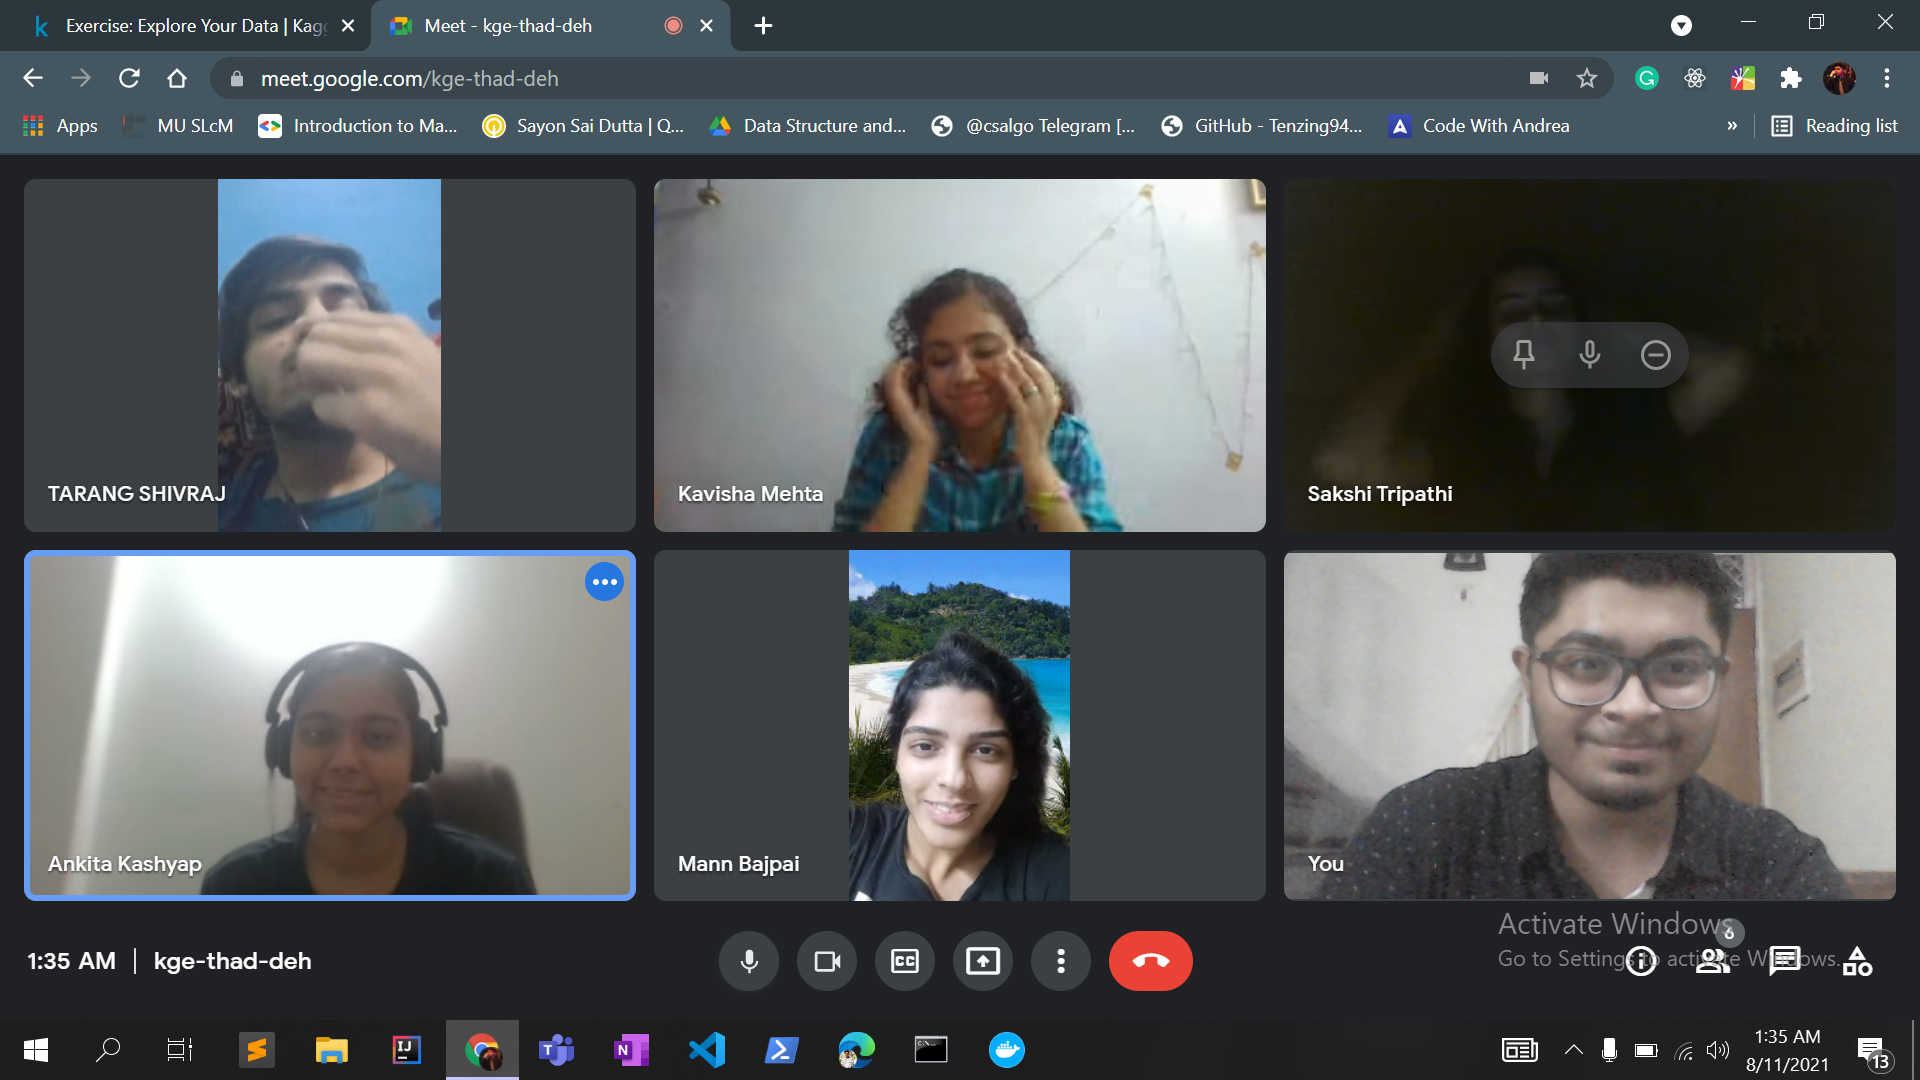 Exercise: Explore Your Data | Kagg
Meet - kge-thad-deh
meet.google.com/kge-thad-deh
Apps
MU SLcM
Introduction to Ma...
Sayon Sai Dutta | Q...
Data Structure and...
@csalgo Telegram [...
GitHub - Tenzing94...
Code With Andrea
»
Reading list
TARANG SHIVRAJ
Kavisha Mehta
Sakshi Tripathi
Ankita Kashyap
Mann Bajpai
You
Activate Windows
Go to Settings to activate Windows.
6
1:35 AM | kge-thad-deh
CC
IJ
T
N
1:35 AM
8/11/2021
13